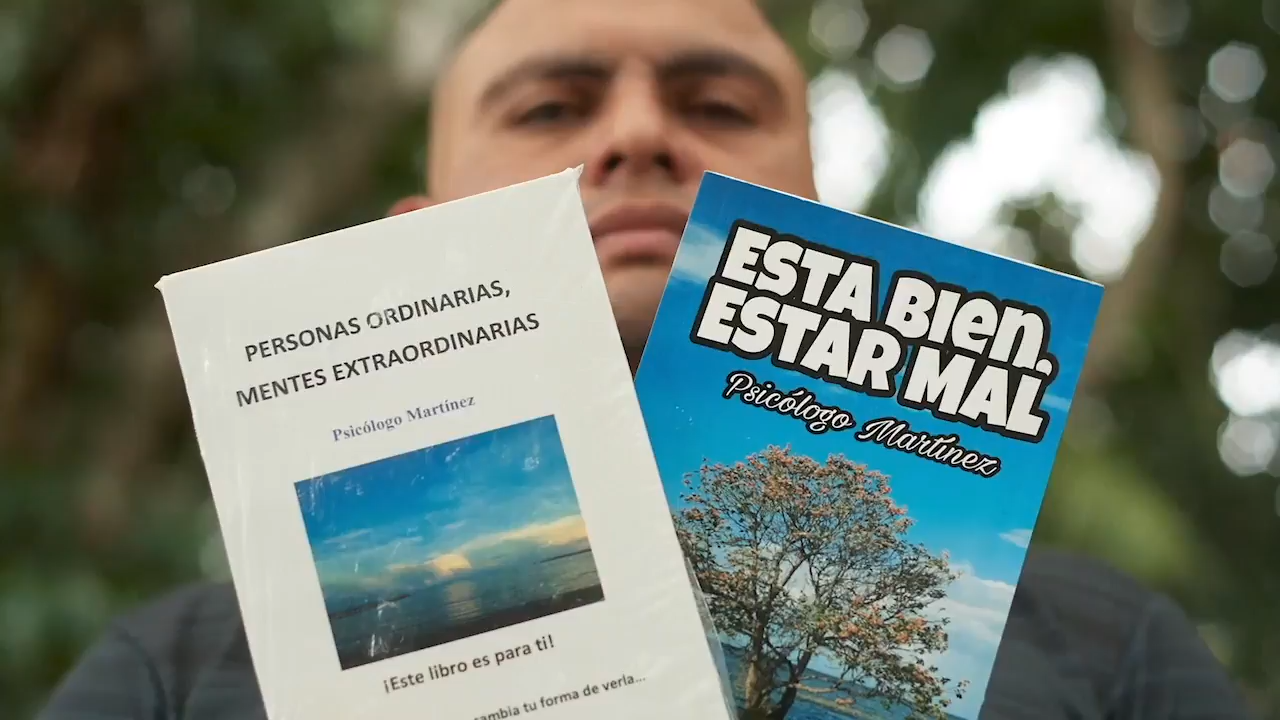 PERSONAS ORDINARIAS,
MENTES EXTRAORDINARIAS
Psicólogo Martínez
¡Este libro es para ti!
cambia tu forma de verla...
ESTA BIEN,
ESTAR MAL
Psicólogo Martínez